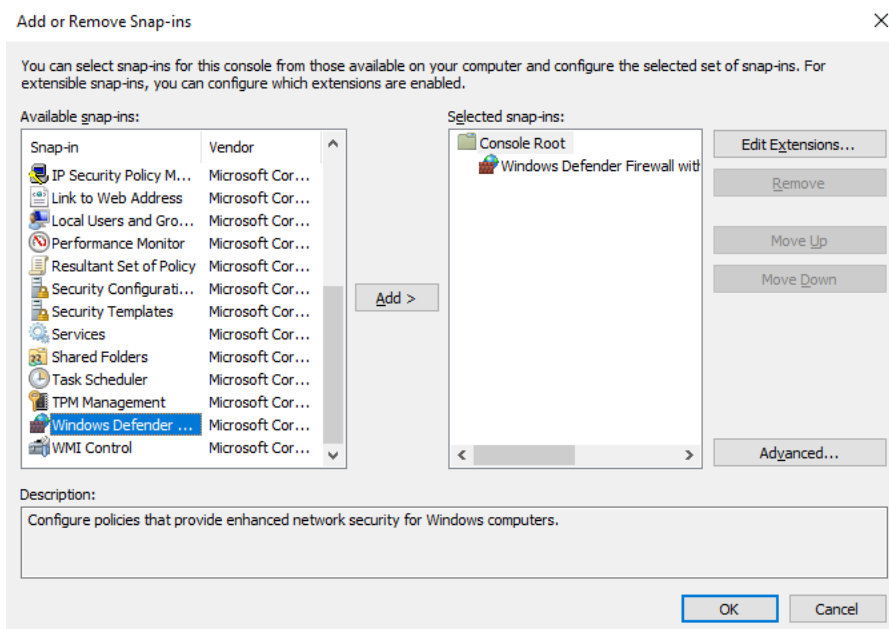 Add or Remove Snap-ins
You can select snap-ins for this console from those available on your computer and configure the selected set of snap-ins. For
extensible snap-ins, you can configure which extensions are enabled.
Available snap-ins:
Snap-in Vendor
IP Security Policy M... Microsoft Cor...
Link to Web Address Microsoft Cor...
Local Users and Gro... Microsoft Cor...
Performance Monitor Microsoft Cor...
Resultant Set of Policy Microsoft Cor...
Security Configurati... Microsoft Cor...
Security Templates Microsoft Cor...
Services Microsoft Cor...
Shared Folders Microsoft Cor...
Task Scheduler Microsoft Cor...
TPM Management Microsoft Cor...
Windows Defender ... Microsoft Cor...
WMI Control Microsoft Cor...
Add >
Selected snap-ins:
Console Root
Windows Defender Firewall with
Edit Extensions...
Remove
Move Up
Move Down
Advanced...
Description:
Configure policies that provide enhanced network security for Windows computers.
OK Cancel